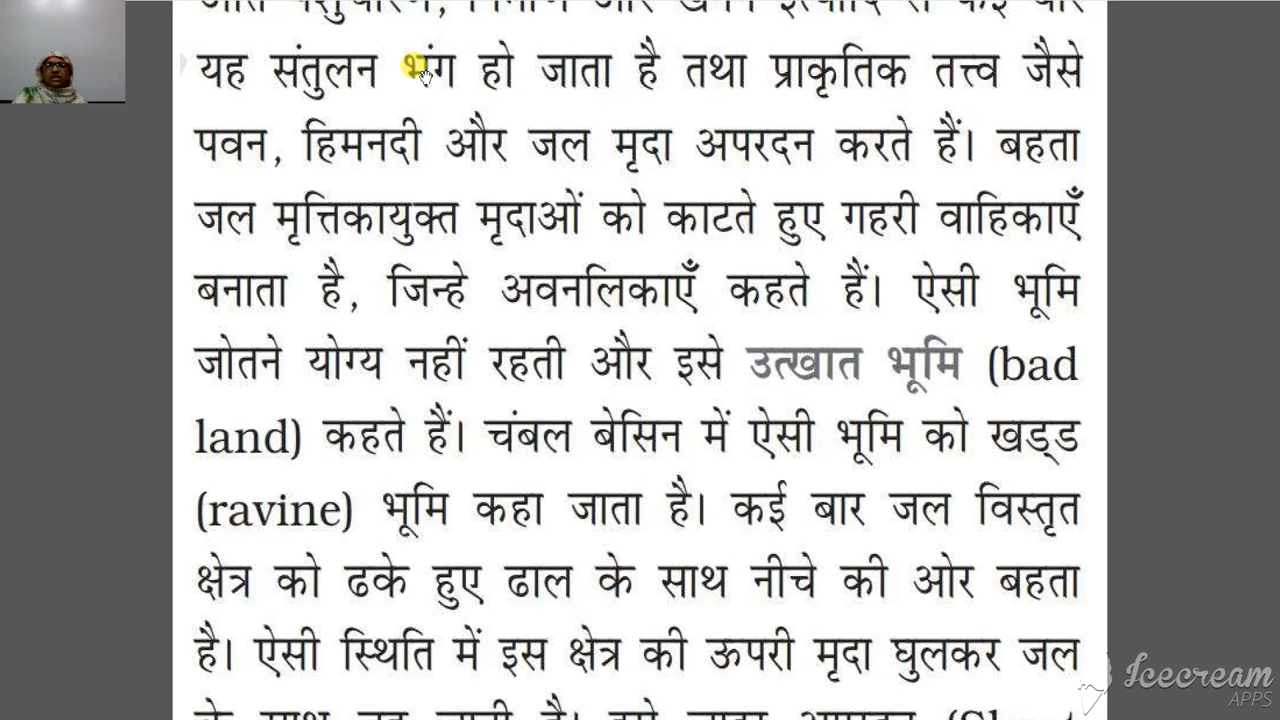 यह संतुलन भंग हो जाता है तथा प्राकृतिक तत्त्व जैसे
पवन, हिमनदी और जल मृदा अपरदन करते हैं। बहता
जल मृत्तिकायुक्त मृदाओं को काटते हुए गहरी वाहिकाएँ
बनाता है, जिन्हे अवनलिकाएँ कहते हैं। ऐसी भूमि
जोतने योग्य नहीं रहती और इसे उत्खात भूमि (bad
land) कहते हैं। चंबल बेसिन में ऐसी भूमि को खड्ड
(ravine) भूमि कहा जाता है। कई बार जल विस्तृत
क्षेत्र को ढके हुए ढाल के साथ नीचे की ओर बहता
है। ऐसी स्थिति में इस क्षेत्र की ऊपरी मृदा घुलकर जल
Icecream
APPS